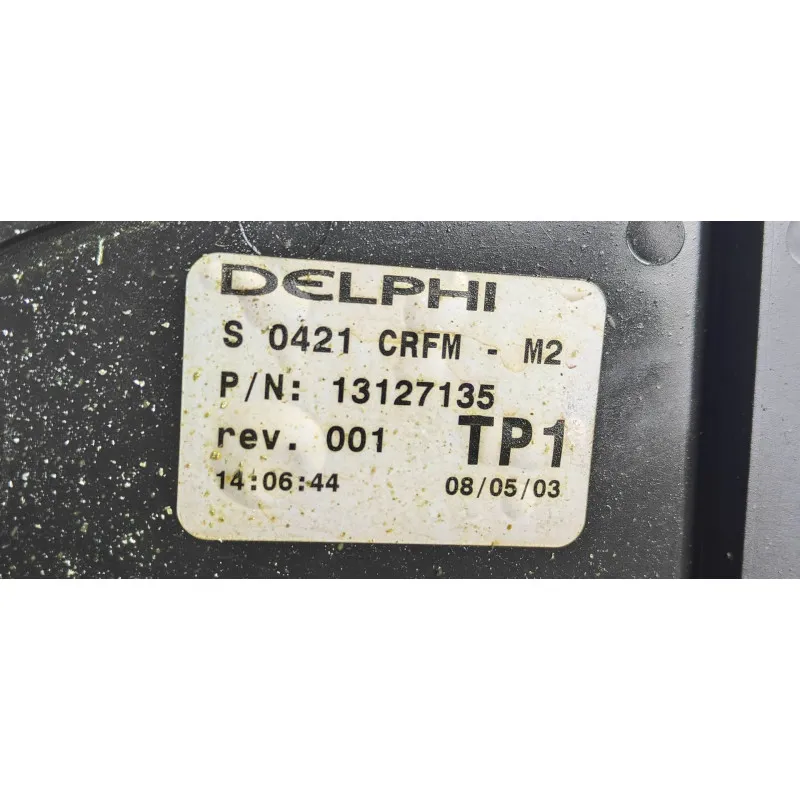 DELPHI
S 0421 CRFM - M2
P/N: 13127135
rev. 001 TP1
14:06:44 08/05/03